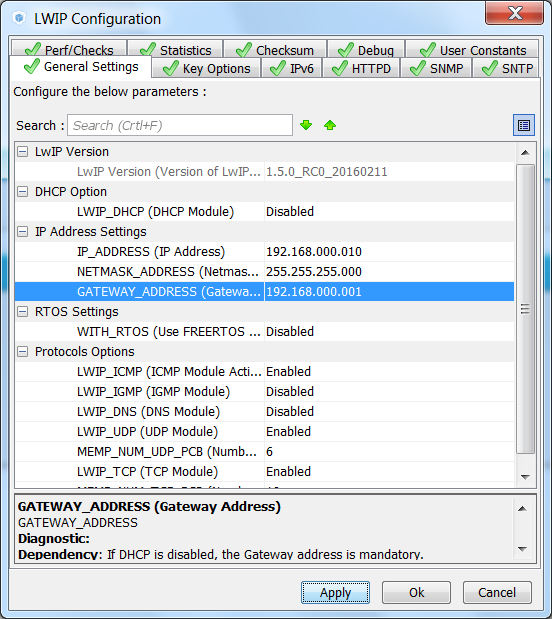 LWIP Configuration
Perf/Checks Statistics Checksum Debug User Constants
General Settings Key Options IPv6 HTTPD SNMP SNTP
Configure the below parameters :
Search : Search (Crtl+F)
LwIP Version
LwIP Version (Version of LwIP... 1.5.0_RC0_20160211
DHCP Option
LWIP_DHCP (DHCP Module) Disabled
IP Address Settings
IP_ADDRESS (IP Address) 192.168.000.010
NETMASK_ADDRESS (Netmas... 255.255.255.000
GATEWAY_ADDRESS (Gatewa... 192.168.000.001
RTOS Settings
WITH_RTOS (Use FREERTOS ... Disabled
Protocols Options
LWIP_ICMP (ICMP Module Acti... Enabled
LWIP_IGMP (IGMP Module) Disabled
LWIP_DNS (DNS Module) Disabled
LWIP_UDP (UDP Module) Enabled
MEMP_NUM_UDP_PCB (Numb... 6
LWIP_TCP (TCP Module) Enabled
GATEWAY_ADDRESS (Gateway Address)
GATEWAY_ADDRESS
Diagnostic:
Dependency: If DHCP is disabled, the Gateway address is mandatory.
Apply Ok Cancel